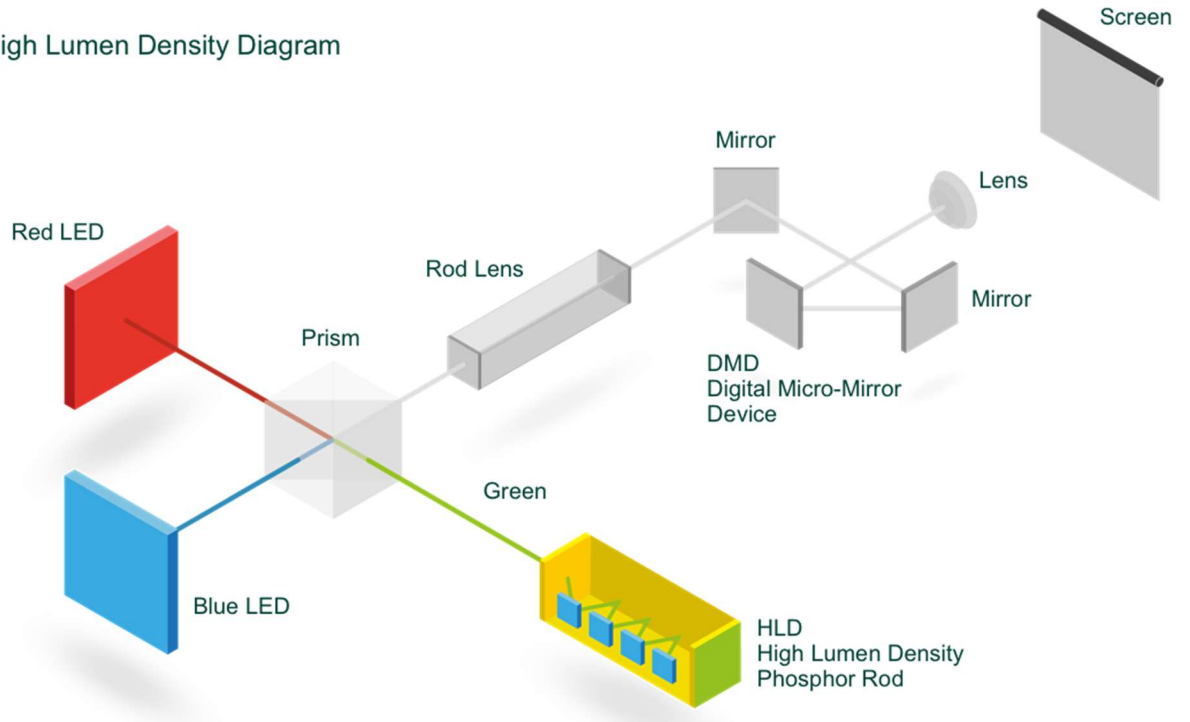 igh Lumen Density Diagram
Screen
Mirror
Lens
Red LED
Rod Lens
Mirror
Prism
DMD
Digital Micro-Mirror
Device
Green
Blue LED
HLD
High Lumen Density
Phosphor Rod